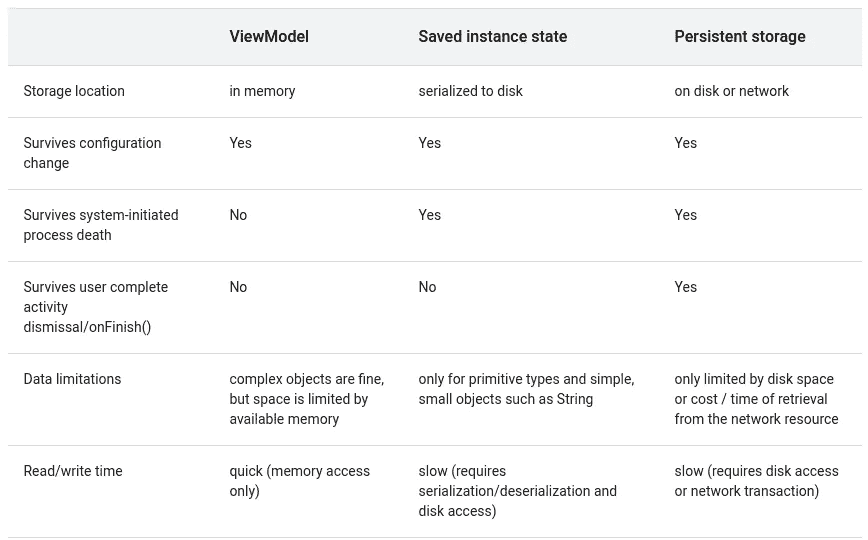 ViewModel Saved instance state Persistent storage
Storage location in memory serialized to disk on disk or network
Survives configuration Yes Yes Yes
change
Survives system-initiated No Yes Yes
process death
Survives user complete No No Yes
activity
dismissal/onFinish()
Data limitations complex objects are fine, only for primitive types and simple, only limited by disk space
but space is limited by small objects such as String or cost / time of retrieval
available memory from the network resource
Read/write time quick (memory access slow (requires slow (requires disk access
only) serialization/deserialization and or network transaction)
disk access)